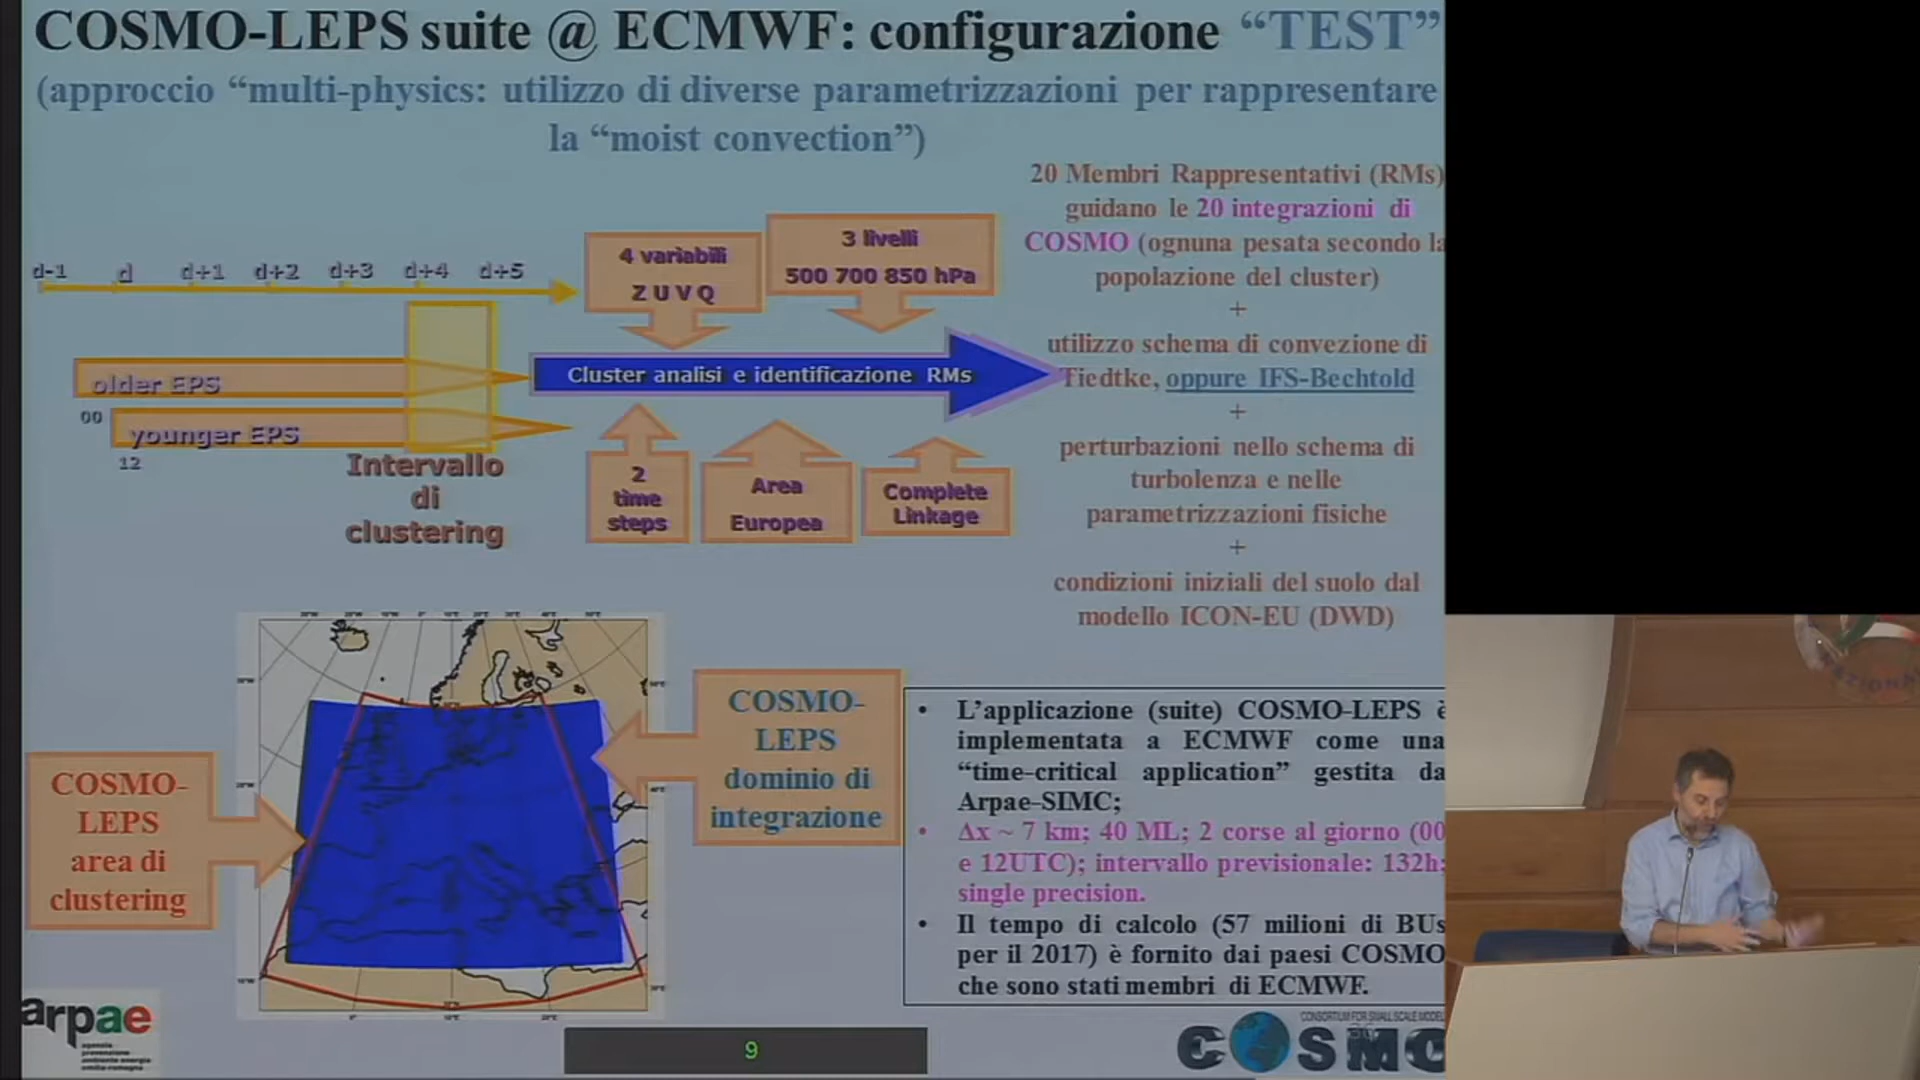 COSMO-LEPS suite @ ECMWF: configurazione “TEST”
(approccio “multi-physics: utilizzo di diverse parametrizzazioni per rappresentare
la “moist convection”)
d-1 d d+1 d+2 d+3 d+4 d+5
older EPS
00
younger EPS
12
Intervallo
di
clustering
4 variabili
Z U V Q
3 livelli
500 700 850 hPa
Cluster analisi e identificazione RMs
2
time
steps
Area
Europea
Complete
Linkage
20 Membri Rappresentativi (RMs)
guidano le 20 integrazioni di
COSMO (ognuna pesata secondo la
popolazione del cluster)
+
utilizzo schema di convezione di
Tiedtke, oppure IFS-Bechtold
+
perturbazioni nello schema di
turbolenza e nelle
parametrizzazioni fisiche
+
condizioni iniziali del suolo dal
modello ICON-EU (DWD)
COSMO-
LEPS
area di
clustering
COSMO-
LEPS
dominio di
integrazione
• L’applicazione (suite) COSMO-LEPS è
implementata a ECMWF come una
“time-critical application” gestita da
Arpae-SIMC;
• Δx ~ 7 km; 40 ML; 2 corse al giorno (00
e 12UTC); intervallo previsionale: 132h;
single precision.
• Il tempo di calcolo (57 milioni di BUs
per il 2017) è fornito dai paesi COSMO
che sono stati membri di ECMWF.
arpae
agenzia
prevenzione
ambiente energia
emilia-romagna
9
CONSORTIUM FOR SMALL SCALE MODEL
COSMO